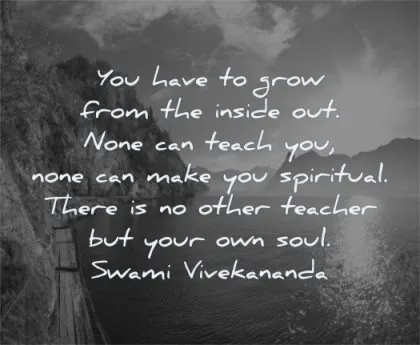 You have to grow
from the inside out.
None can teach you,
none can make you spiritual.
There is no other teacher
but your own soul.
Swami Vivekananda